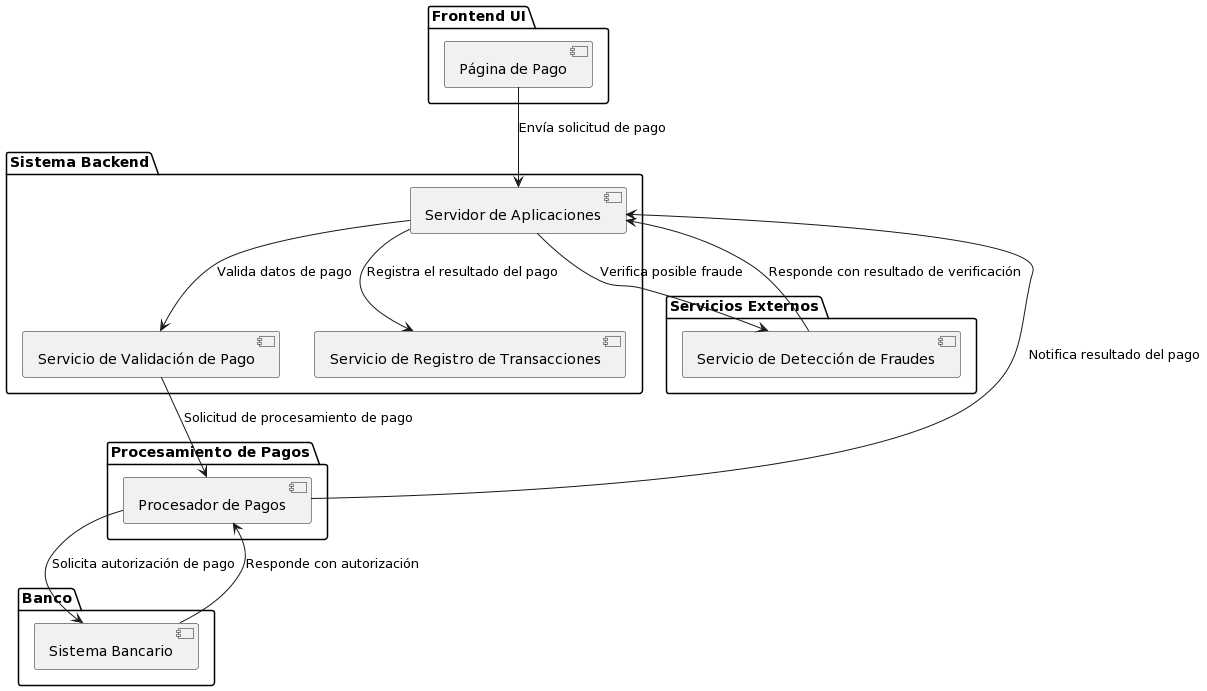 Frontend UI
Página de Pago
Envía solicitud de pago
Sistema Backend
Servidor de Aplicaciones
Valida datos de pago
Registra el resultado del pago
Verifica posible fraude
Responde con resultado de verificación
Servicios Externos
Servicio de Validación de Pago
Servicio de Registro de Transacciones
Servicio de Detección de Fraudes
Notifica resultado del pago
Solicitud de procesamiento de pago
Procesamiento de Pagos
Procesador de Pagos
Solicita autorización de pago
Responde con autorización
Banco
Sistema Bancario